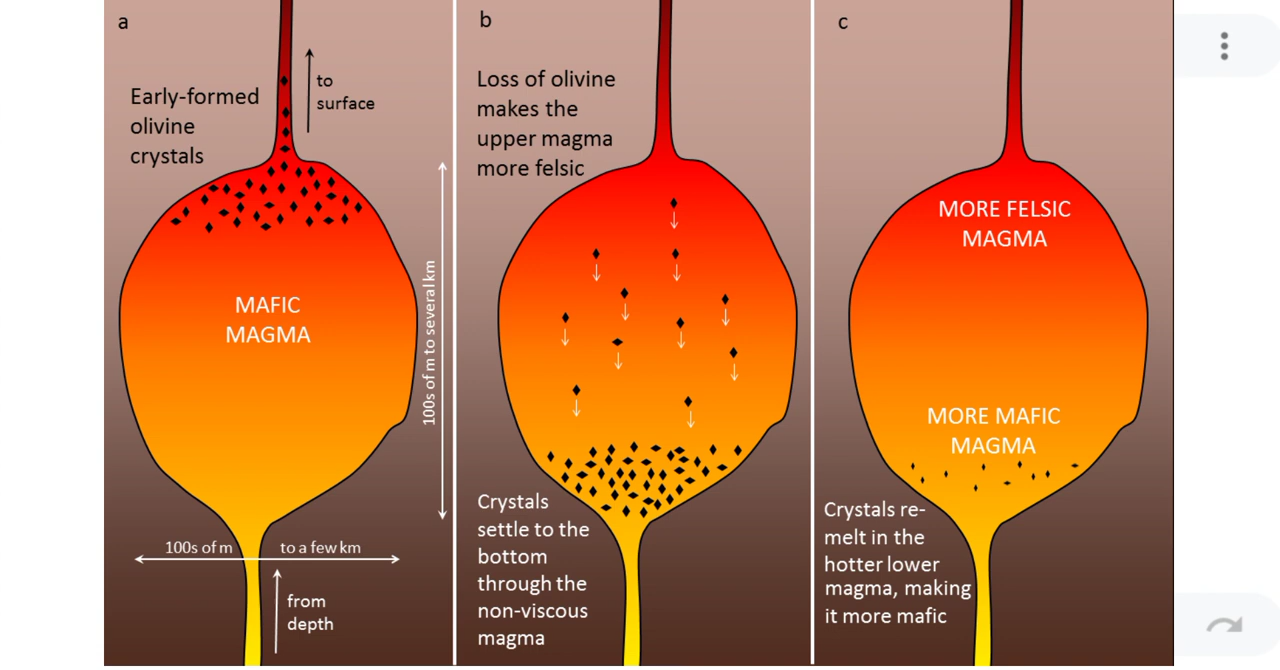 a
Early-formed
olivine
crystals
to
surface
MAFIC
MAGMA
100s of m to several km
100s of m to a few km
from
depth
b
Loss of olivine
makes the
upper magma
more felsic
Crystals
settle to the
bottom
through the
non-viscous
magma
c
MORE FELSIC
MAGMA
MORE MAFIC
MAGMA
Crystals re-
melt in the
hotter lower
magma, making
it more mafic